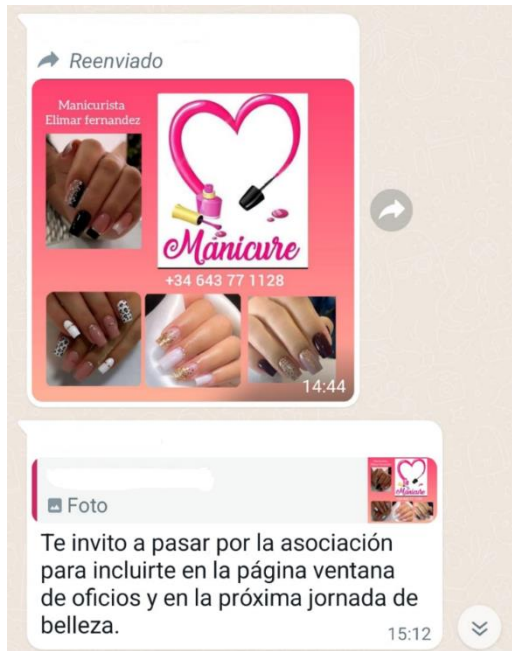 Reenviado
Manicurista
Elimar fernandez
Manicure
+34 643 77 1128
14:44
Foto
Te invito a pasar por la asociación
para incluirte en la página ventana
de oficios y en la próxima jornada de
belleza.
15:12